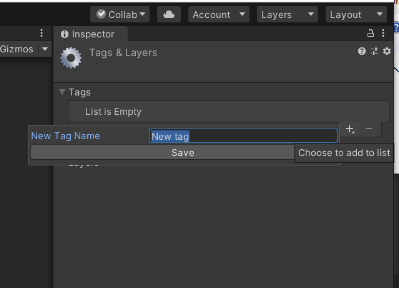 Collab Account Layers Layout
Inspector
Gizmos
Tags & Layers
Tags
List is Empty
New Tag Name New tag
Save
Choose to add to list